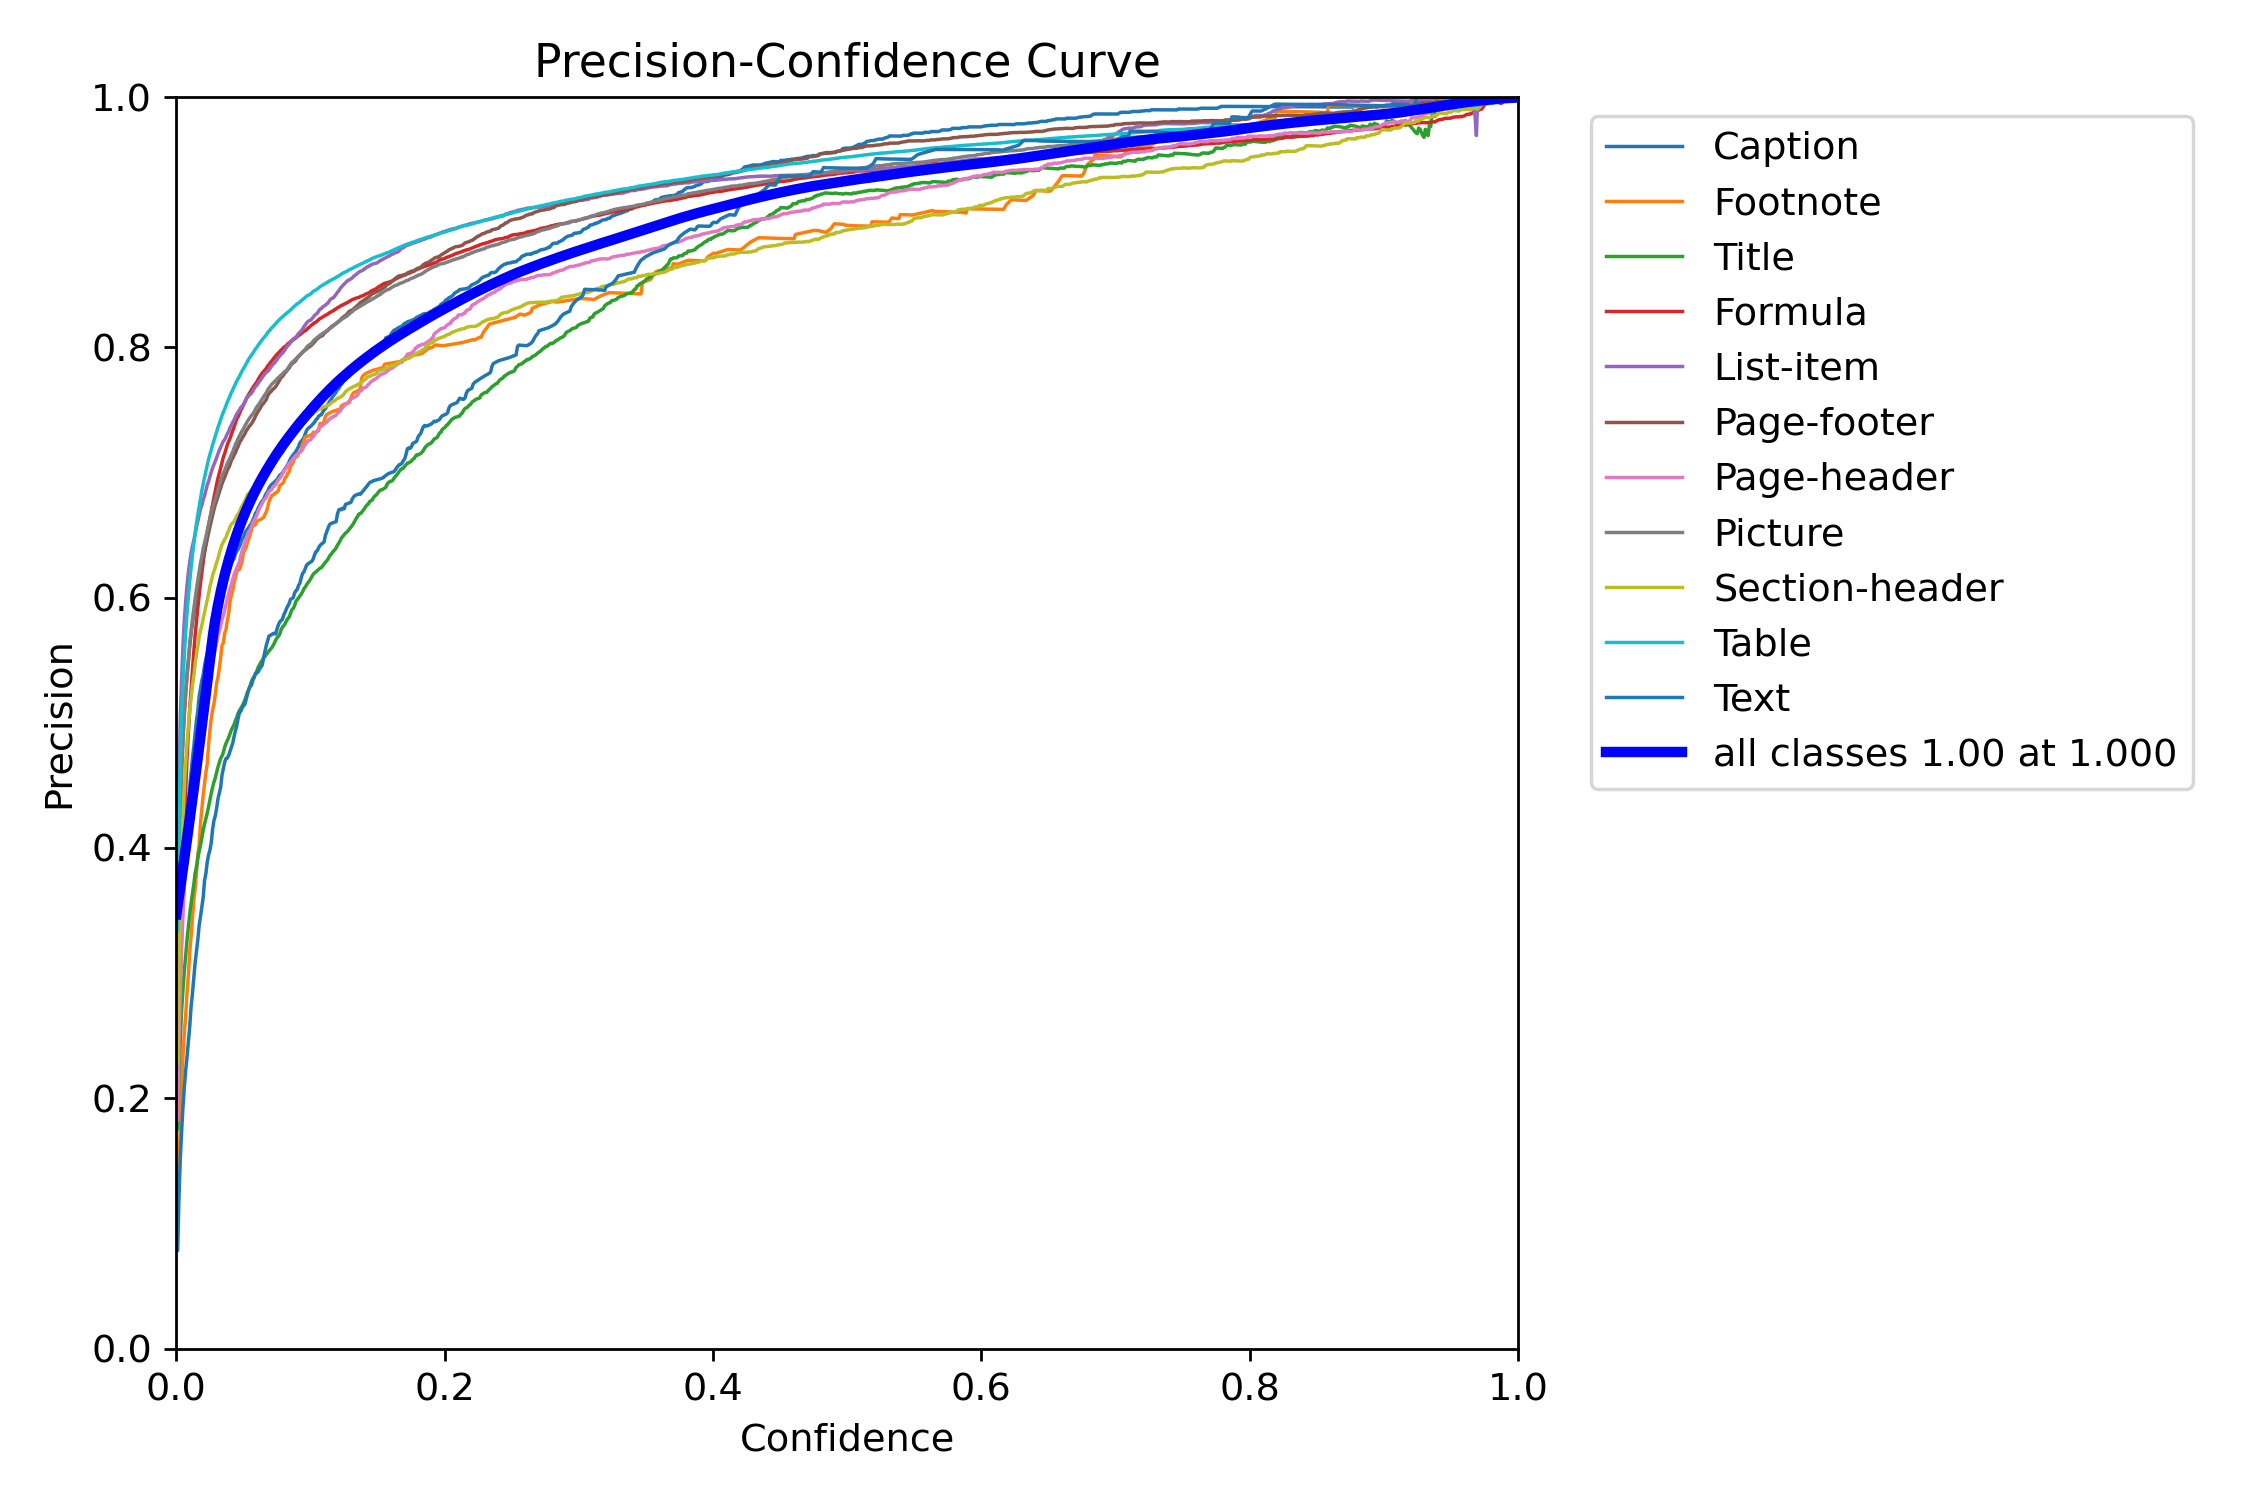 Precision-Confidence Curve
1.0
0.8
0.6
0.4
0.2
0.0
Precision
0.0 0.2 0.4 0.6 0.8 1.0
Confidence
Caption
Footnote
Title
Formula
List-item
Page-footer
Page-header
Picture
Section-header
Table
Text
all classes 1.00 at 1.000